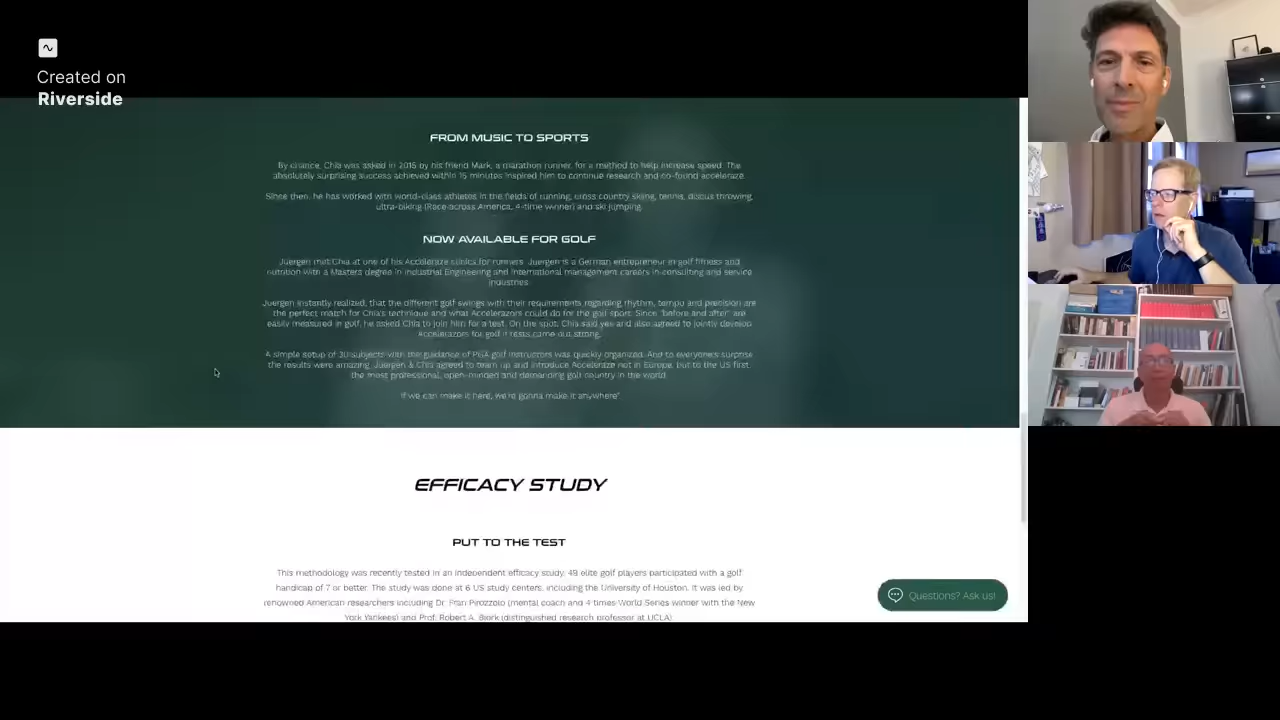 Created on
Riverside
FROM MUSIC TO SPORTS
By chance, Chia was asked in 2015 by his friend Mark, a marathon runner, for a method to help increase speed. The
absolutely surprising success achieved within 15 minutes inspired him to continue research and co-found acceleraze.
Since then, he has worked with world-class athletes in the fields of running, cross country skiing, tennis, discus throwing,
ultra-biking (Race across America, 4-time winner) and ski jumping.
NOW AVAILABLE FOR GOLF
Juergen met Chia at one of his Acceleraze clinics for runners. Juergen is a German entrepreneur in golf fitness and
nutrition with a Masters degree in Industrial Engineering and international management careers in consulting and service
industries.
Juergen instantly realized, that the different golf swings with their requirements regarding rhythm, tempo and precision are
the perfect match for Chia's technique and what Accelerazors could do for the golf sport. Since "before and after" are
easily measured in golf, he asked Chia to join him for a test. On the spot, Chia said yes and also agreed to jointly develop
Accelerazors for golf if tests came out strong.
A simple setup of 30 subjects with the guidance of PGA golf instructors was quickly organized. And to everyone's surprise
the results were amazing. Juergen & Chia agreed to team up and introduce Acceleraze not in Europe, but to the US first,
the most professional, open-minded and demanding golf country in the world.
"If we can make it here, we're gonna make it anywhere"
EFFICACY STUDY
PUT TO THE TEST
This methodology was recently tested in an independent efficacy study. 49 elite golf players participated with a golf
handicap of 7 or better. The study was done at 6 US study centers, including the University of Houston. It was led by
renowned American researchers including Dr. Fran Pirozzolo (mental coach and 4-times World Series winner with the New
York Yankees) and Prof. Robert A. Bjork (distinguished research professor at UCLA).
Questions? Ask us!